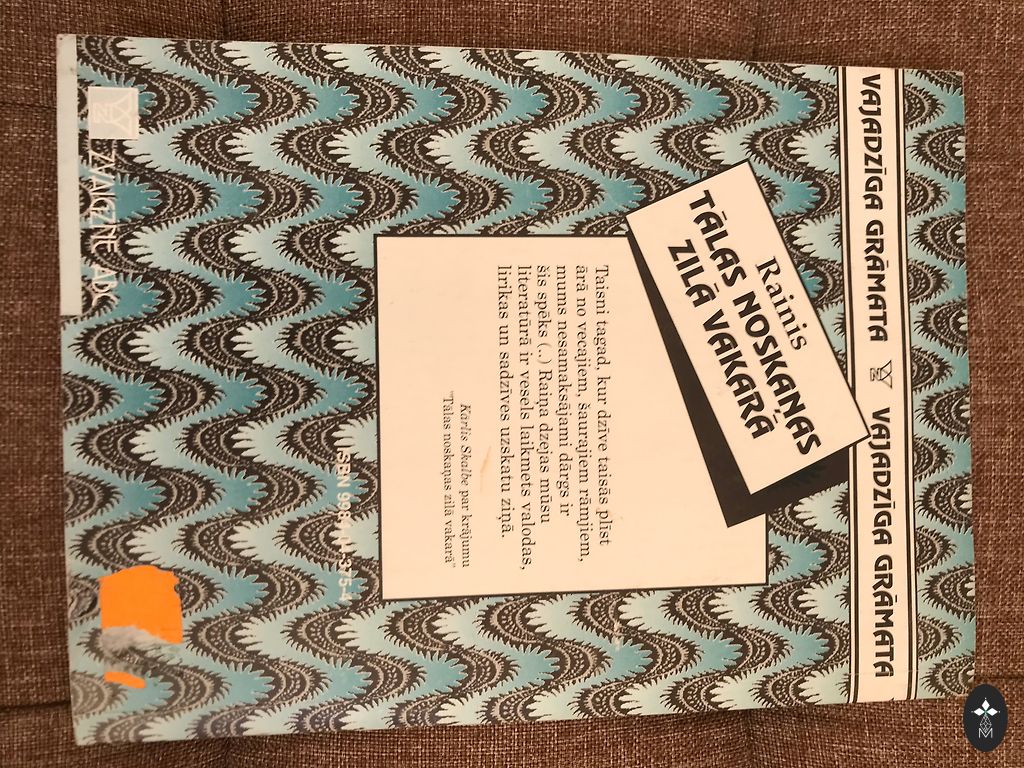 VAJADZĪGA GRĀMATA VAJADZĪGA GRĀMATA
Rainis
TĀLAS NOSKAŅAS
ZILĀ VAKARĀ
Taisni tagad, kur dzīve taisās plīst
ārā no vecajiem, šaurajiem rāmjiem,
mums nesamaksājami dārgs ir
šis spēks (..) Raiņa dzejas mūsu
literatūrā ir vesels laikmets valodas,
lirikas un sadzīves uzskatu ziņā.
Kārlis Skalbe par krājumu
"Tālas noskaņas zilā vakarā"
ISBN
ZVAIGZNE ABC
M